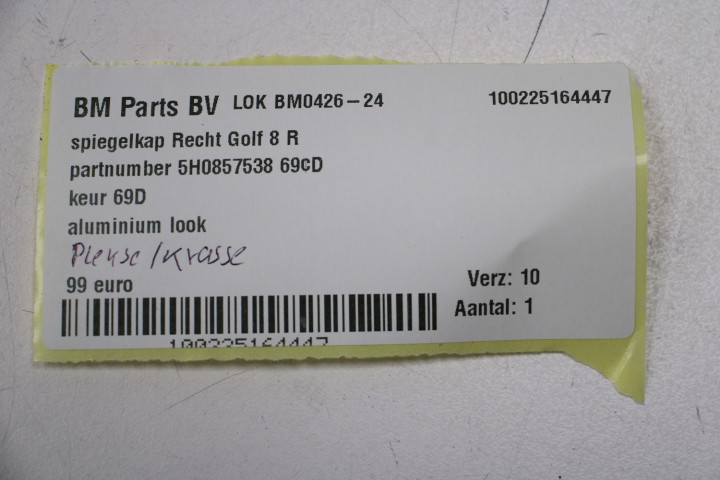 BM Parts BV LOK BM0426-24 100225164447
spiegelkap Recht Golf 8 R
partnumber 5H0857538 69cD
keur 69D
aluminium look
Plekse/krasse
99 euro Verz: 10
Aantal: 1
100225164447